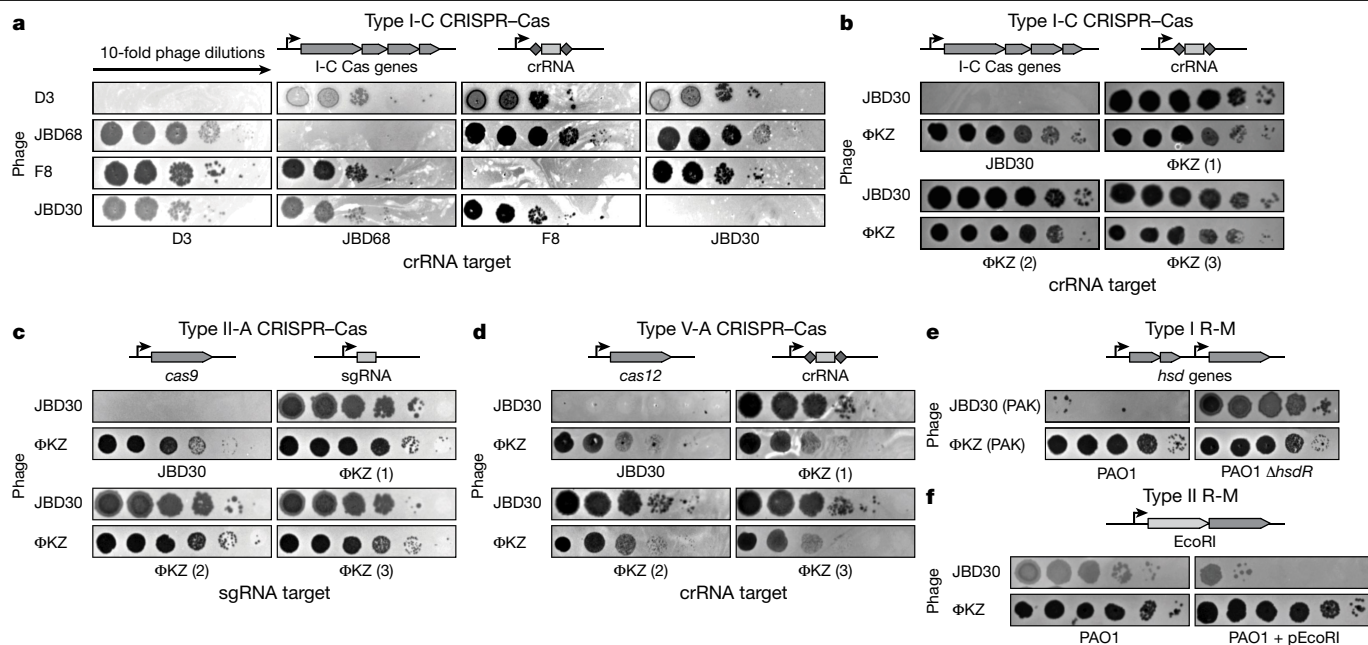 a
Type I-C CRISPR–Cas
10-fold phage dilutions
I-C Cas genes
crRNA
Phage
D3
JBD68
F8
JBD30
D3
JBD68
F8
JBD30
crRNA target
b
Type I-C CRISPR–Cas
I-C Cas genes
crRNA
Phage
JBD30
ΦKZ
JBD30
ΦKZ (1)
JBD30
ΦKZ
ΦKZ (2)
ΦKZ (3)
crRNA target
c
Type II-A CRISPR–Cas
cas9
sgRNA
Phage
JBD30
ΦKZ
JBD30
ΦKZ (1)
JBD30
ΦKZ
ΦKZ (2)
ΦKZ (3)
sgRNA target
d
Type V-A CRISPR–Cas
cas12
crRNA
Phage
JBD30
ΦKZ
JBD30
ΦKZ (1)
JBD30
ΦKZ
ΦKZ (2)
ΦKZ (3)
crRNA target
e
Type I R-M
hsd genes
Phage
JBD30 (PAK)
ΦKZ (PAK)
PAO1
PAO1 ΔhsdR
f
Type II R-M
EcoRI
Phage
JBD30
ΦKZ
PAO1
PAO1 + pEcoRI